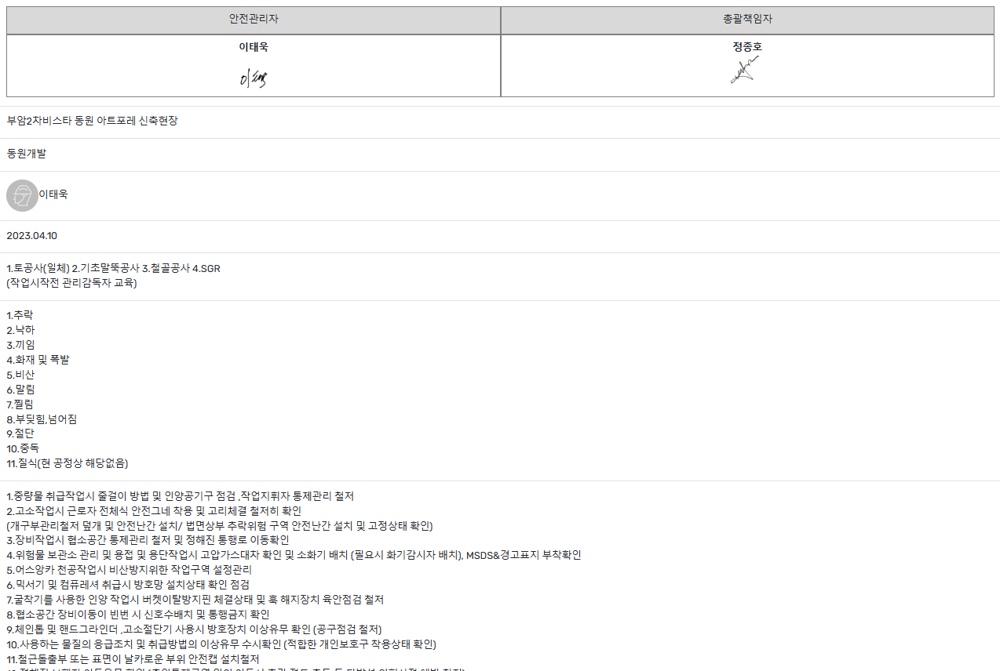 안전관리자
총괄책임자
이태욱
정종호
부암2차비스타 동원 아트포레 신축현장
동원개발
이태욱
2023.04.10
1.토공사(일체) 2.기초말뚝공사 3.철골공사 4.SGR
(작업시작전 관리감독자 교육)
1.추락
2.낙하
3.끼임
4.화재 및 폭발
5.비산
6.말림
7.찔림
8.부딪힘,넘어짐
9.절단
10.중독
11.질식(현 공정상 해당없음)
1.중량물 취급작업시 줄걸이 방법 및 인양공기구 점검 ,작업지휘자 통제관리 철저
2.고소작업시 근로자 전체식 안전그네 착용 및 고리체결 철저히 확인
(개구부관리철저 덮개 및 안전난간 설치/ 법면상부 추락위험 구역 안전난간 설치 및 고정상태 확인)
3.장비작업시 협소공간 통제관리 철저 및 정해진 통행로 이동확인
4.위험물 보관소 관리 및 용접 및 용단작업시 고압가스대차 확인 및 소화기 배치 (필요시 화기감시자 배치), MSDS&경고표지 부착확인
5.어스앙카 천공작업시 비산방지위한 작업구역 설정관리
6.믹서기 및 컴퓨레셔 취급시 방호망 설치상태 확인 점검
7.굴착기를 사용한 인양 작업시 버켓이탈방지핀 체결상태 및 훅 해지장치 육안점검 철저
8.협소공간 장비이동이 빈번 시 신호수배치 및 통행금지 확인
9.체인톱 및 핸드그라인더 ,고소절단기 사용시 방호장치 이상유무 확인 (공구점검 철저)
10.사용하는 물질의 응급조치 및 취급방법의 이상유무 수시확인 (적합한 개인보호구 착용상태 확인)
11.철근돌출부 또는 표면이 날카로운 부위 안전캡 설치철저